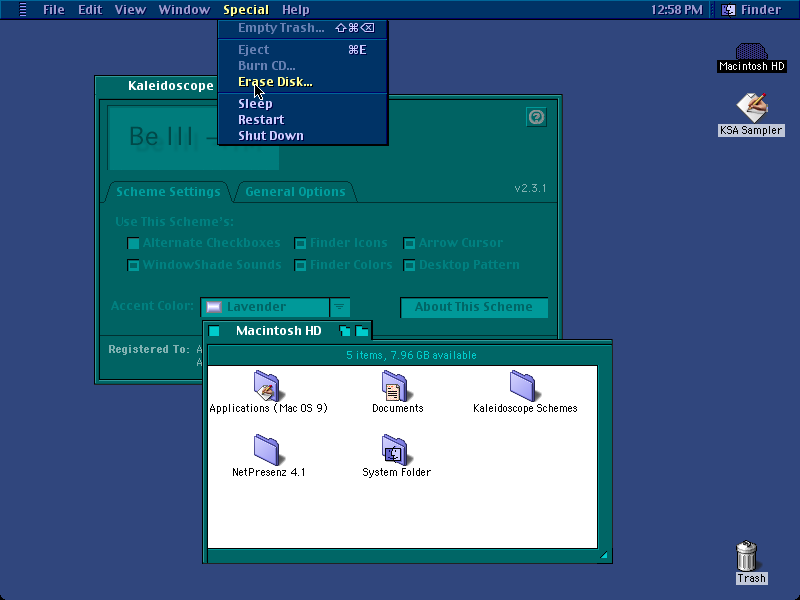 File Edit View Window Special Help 12:58 PM Finder
Empty Trash... ⇧⌘⌫
Eject ⌘E
Burn CD...
Erase Disk...
Sleep
Restart
Shut Down
Macintosh HD
KSA Sampler
Kaleidoscope
Be III -
Scheme Settings General Options v2.3.1
Use This Scheme's:
Alternate Checkboxes Finder Icons Arrow Cursor
WindowShade Sounds Finder Colors Desktop Pattern
Accent Color: Lavender About This Scheme
Registered To:
Macintosh HD
5 items, 7.96 GB available
Applications (Mac OS 9) Documents Kaleidoscope Schemes
NetPresenz 4.1 System Folder
Trash